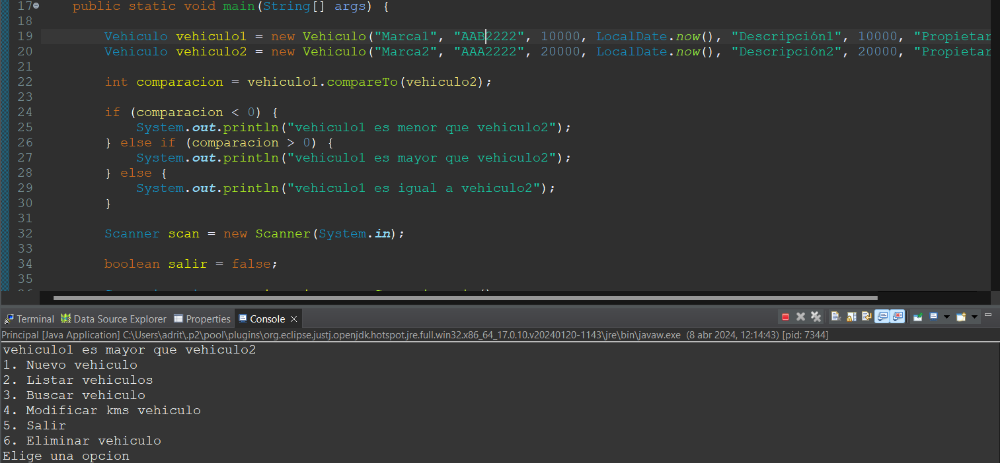 17 public static void main(String[] args) {
18
19 Vehiculo vehiculo1 = new Vehiculo("Marca1", "AAB2222", 10000, LocalDate.now(), "Descripción1", 10000, "Propietar
20 Vehiculo vehiculo2 = new Vehiculo("Marca2", "AAA2222", 20000, LocalDate.now(), "Descripción2", 20000, "Propietar
21
22 int comparacion = vehiculo1.compareTo(vehiculo2);
23
24 if (comparacion < 0) {
25 System.out.println("vehiculo1 es menor que vehiculo2");
26 } else if (comparacion > 0) {
27 System.out.println("vehiculo1 es mayor que vehiculo2");
28 } else {
29 System.out.println("vehiculo1 es igual a vehiculo2");
30 }
31
32 Scanner scan = new Scanner(System.in);
33
34 boolean salir = false;
35
Terminal Data Source Explorer Properties Console
Principal [Java Application] C:\Users\adrit\.p2\pool\plugins\org.eclipse.justj.openjdk.hotspot.jre.full.win32.x86_64_17.0.10.v20240120-1143\jre\bin\javaw.exe (8 abr 2024, 12:14:43) [pid: 7344]
vehiculo1 es mayor que vehiculo2
1. Nuevo vehiculo
2. Listar vehiculos
3. Buscar vehiculo
4. Modificar kms vehiculo
5. Salir
6. Eliminar vehiculo
Elige una opcion